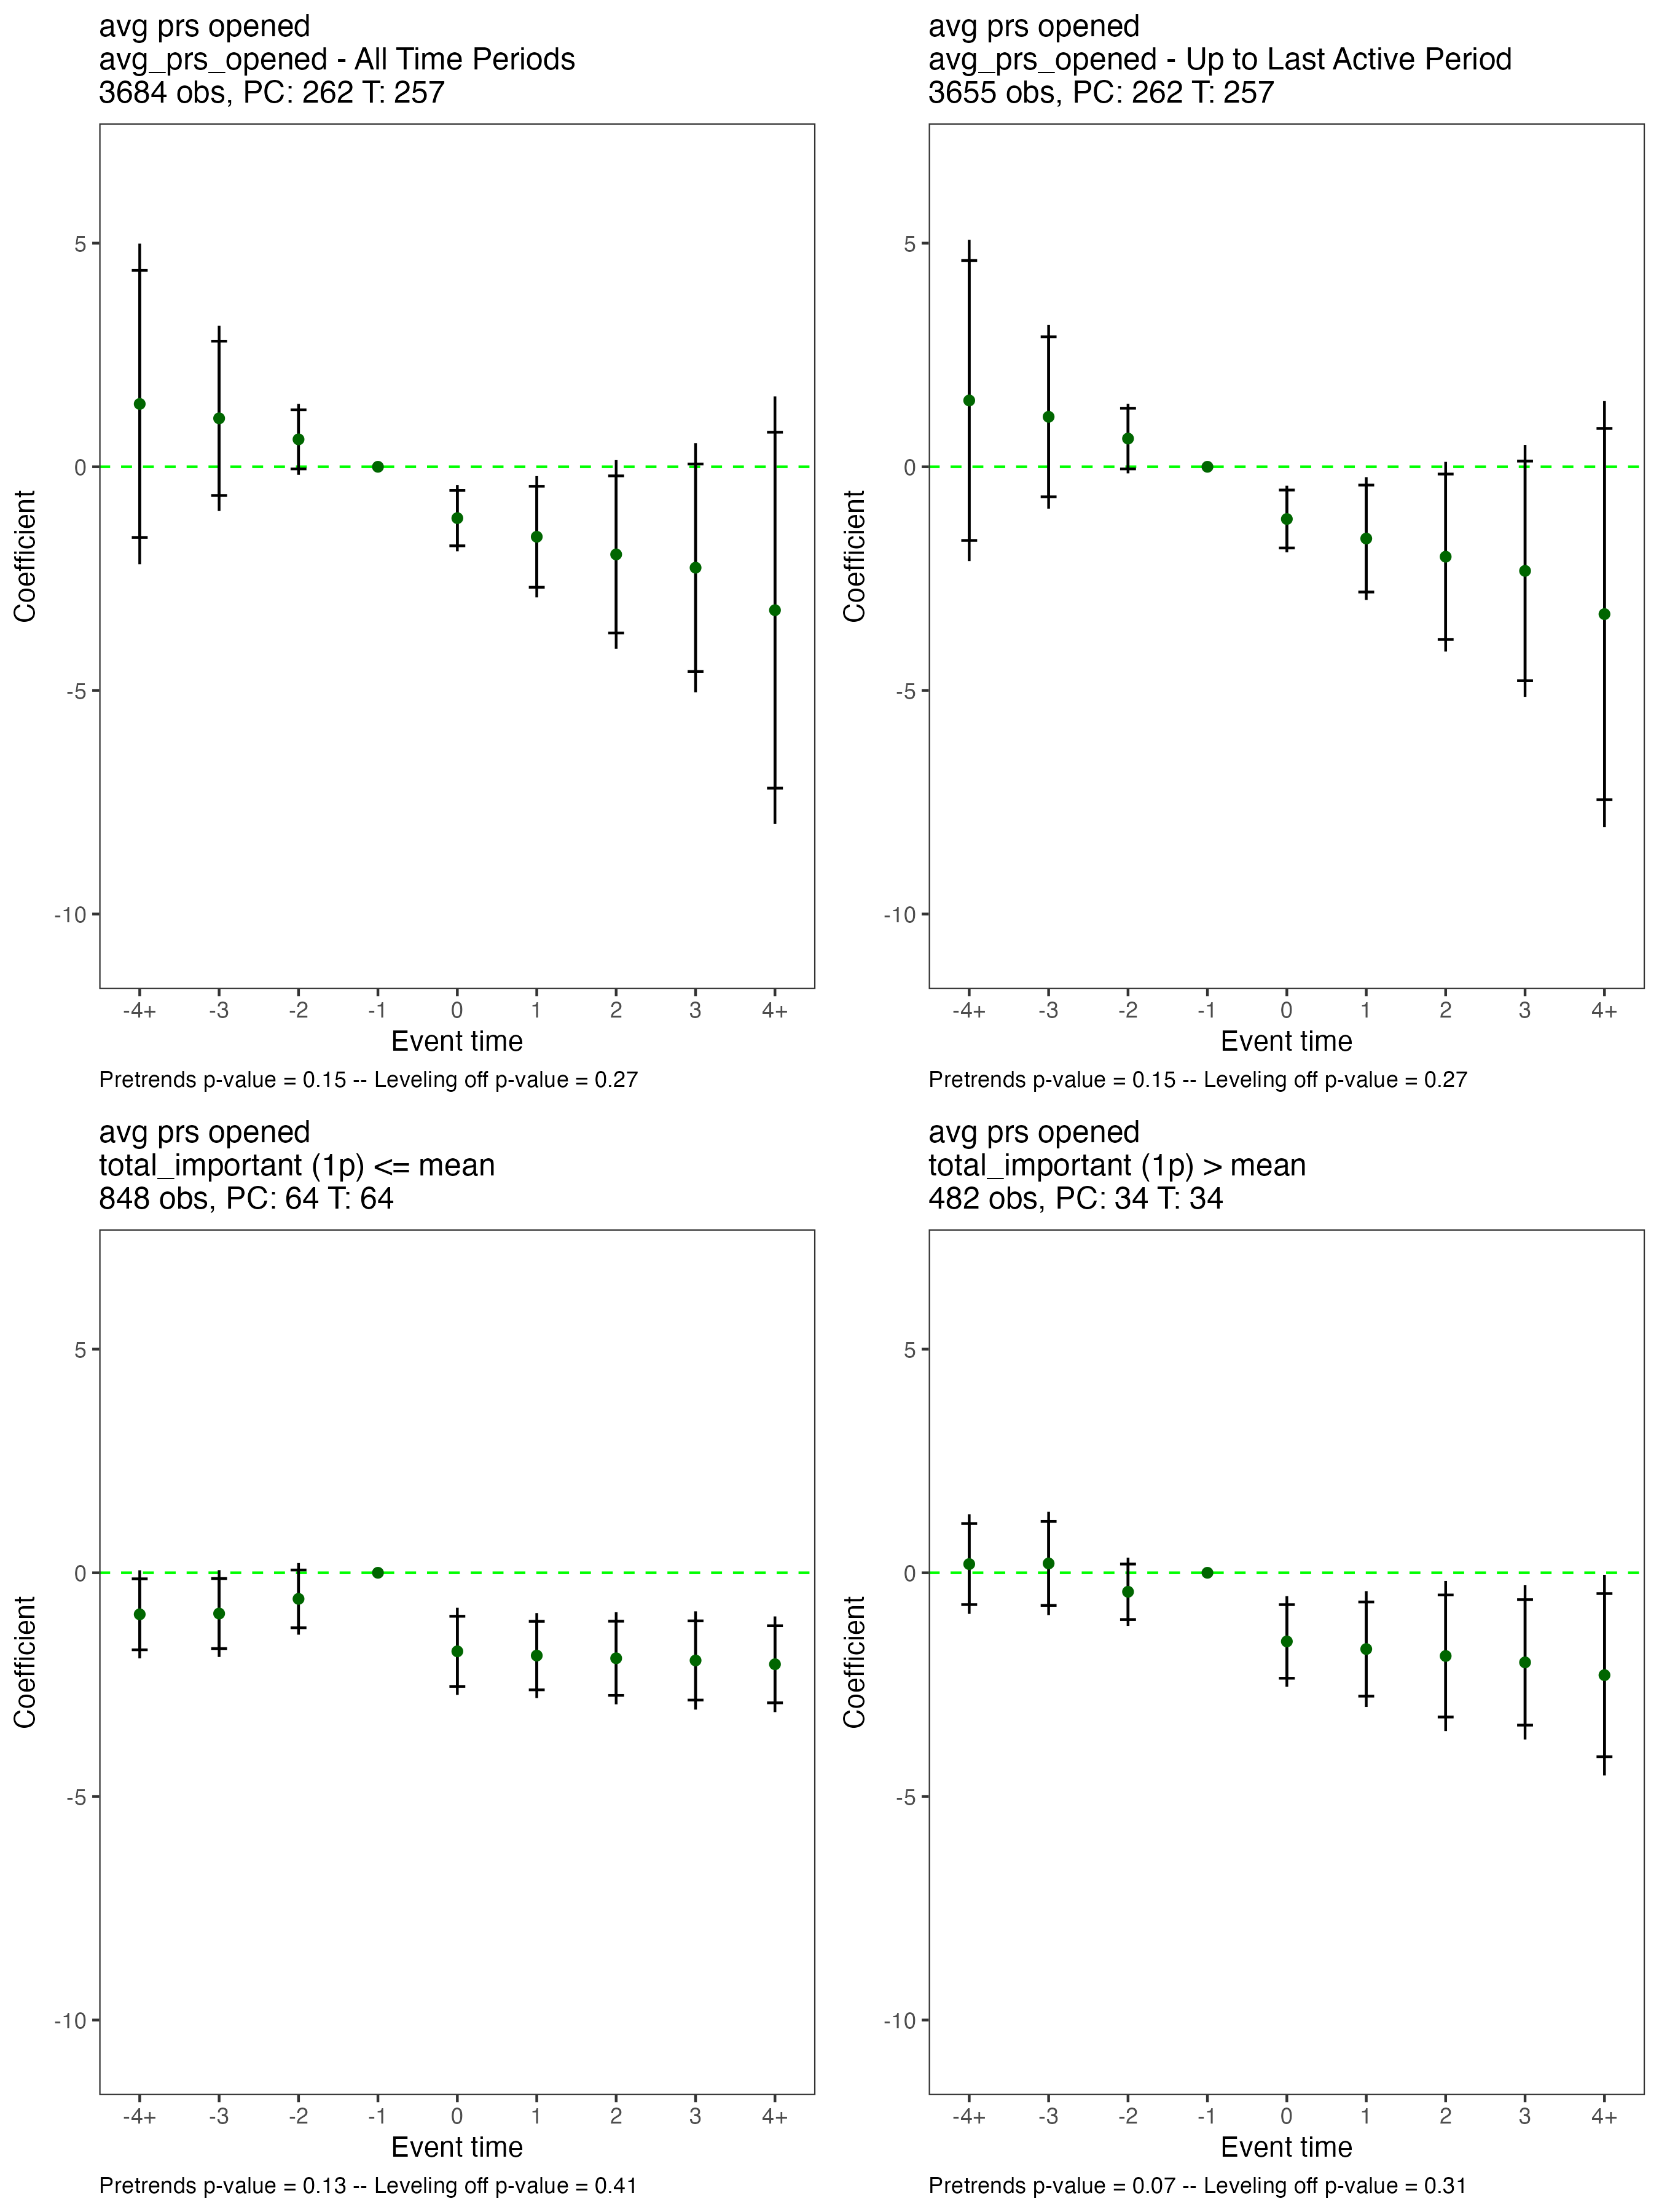 avg prs opened
avg_prs_opened - All Time Periods
3684 obs, PC: 262 T: 257
Coefficient
5
0
-5
-10
-4+ -3 -2 -1 0 1 2 3 4+
Event time
Pretrends p-value = 0.15 -- Leveling off p-value = 0.27
avg prs opened
avg_prs_opened - Up to Last Active Period
3655 obs, PC: 262 T: 257
Coefficient
5
0
-5
-10
-4+ -3 -2 -1 0 1 2 3 4+
Event time
Pretrends p-value = 0.15 -- Leveling off p-value = 0.27
avg prs opened
total_important (1p) <= mean
848 obs, PC: 64 T: 64
Coefficient
5
0
-5
-10
-4+ -3 -2 -1 0 1 2 3 4+
Event time
Pretrends p-value = 0.13 -- Leveling off p-value = 0.41
avg prs opened
total_important (1p) > mean
482 obs, PC: 34 T: 34
Coefficient
5
0
-5
-10
-4+ -3 -2 -1 0 1 2 3 4+
Event time
Pretrends p-value = 0.07 -- Leveling off p-value = 0.31